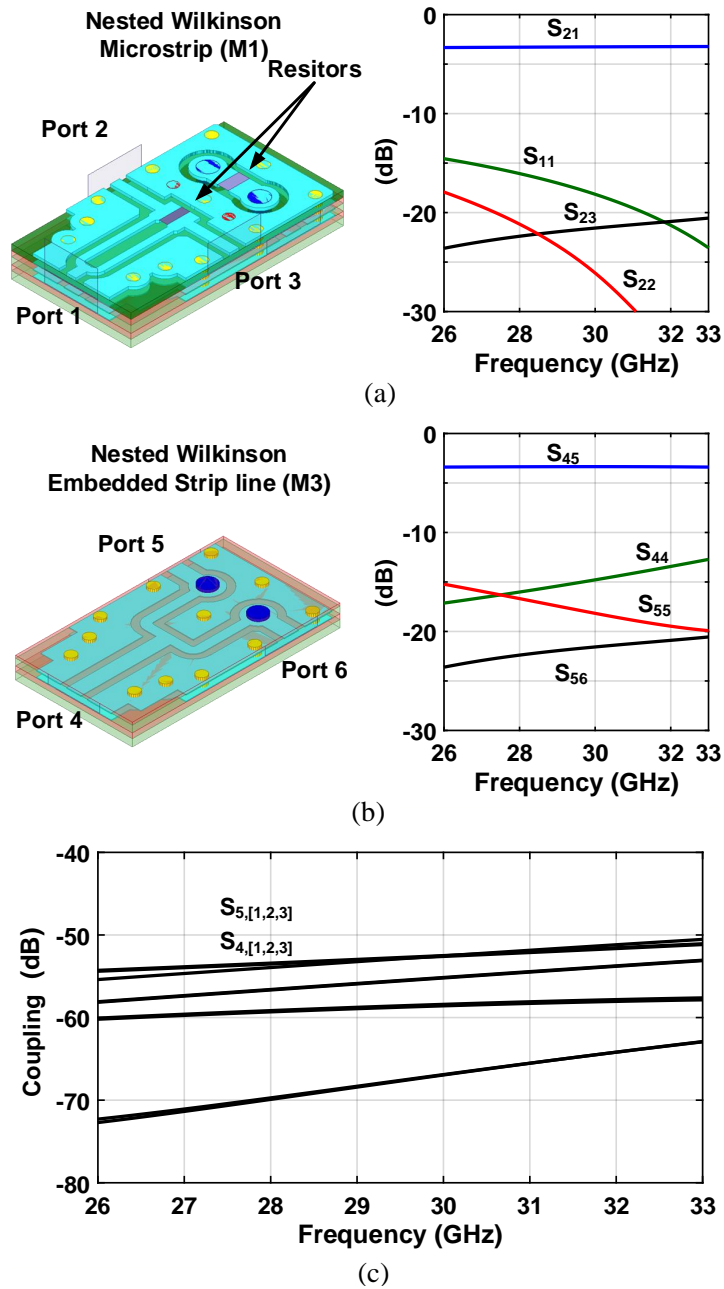 Nested Wilkinson
Microstrip (M1)
Resitors
Port 2
Port 3
Port 1
0
-10
-20
-30
(dB)
S21
S11
S23
S22
26 28 30 32 33
Frequency (GHz)
(a)
Nested Wilkinson
Embedded Strip line (M3)
Port 5
Port 6
Port 4
0
-10
-20
-30
(dB)
S45
S44
S55
S56
26 28 30 32 33
Frequency (GHz)
(b)
-40
-50
-60
-70
-80
Coupling (dB)
S5,[1,2,3]
S4,[1,2,3]
26 27 28 29 30 31 32 33
Frequency (GHz)
(c)